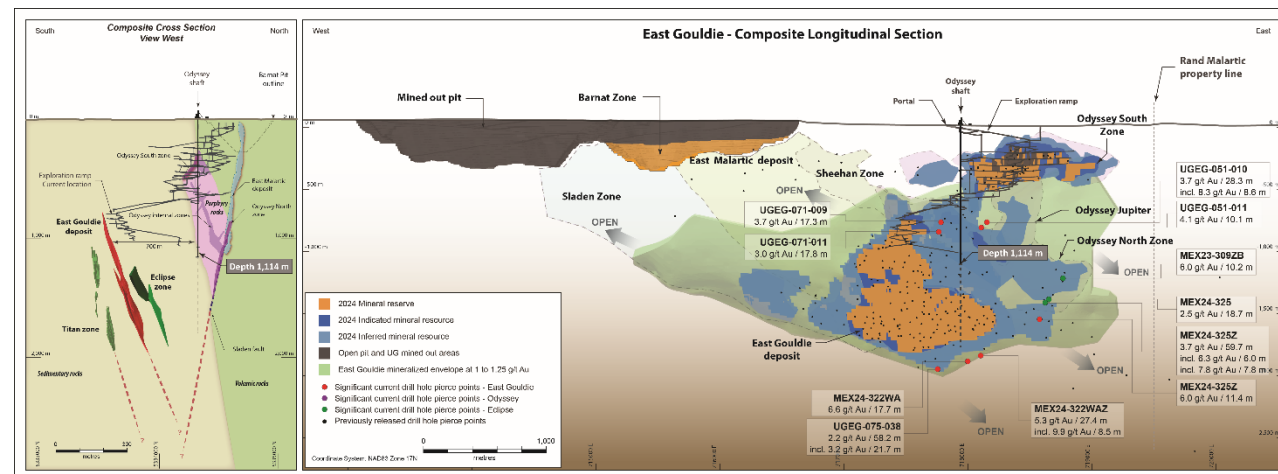 Composite Cross Section
View West
South
North
Odyssey
shaft
Barnat Pit
outline
Odyssey South zone
Exploration ramp
Current location
East Gouldie
deposit
Odyssey Internal zones
Porphyry
rocks
East Malartic
deposit
Odyssey North
zone
700 m
Depth 1,114 m
Eclipse
zone
Titan zone
Sladen fault
Sedimentary rocks
Volcanic rocks
?
?
?
metres
West
East Gouldie - Composite Longitudinal Section
East
Rand Malartic
property line
Mined out pit
Barnat Zone
Portal
Odyssey
shaft
Exploration ramp
Odyssey South
Zone
East Malartic deposit
Sheehan Zone
Sladen Zone
OPEN
OPEN
UGEG-051-010
3.7 g/t Au / 28.3 m
incl. 8.3 g/t Au / 8.6 m
UGEG-051-011
4.1 g/t Au / 10.1 m
UGEG-071-009
3.7 g/t Au / 17.3 m
UGEG-071-011
3.0 g/t Au / 17.8 m
Odyssey Jupiter
Odyssey North Zone
Depth 1,114 m
OPEN
MEX23-309ZB
6.0 g/t Au / 10.2 m
MEX24-325
2.5 g/t Au / 18.7 m
MEX24-325Z
3.7 g/t Au / 59.7 m
incl. 6.3 g/t Au / 6.0 m
incl. 7.8 g/t Au / 7.8 m
MEX24-325Z
6.0 g/t Au / 11.4 m
East Gouldie
deposit
OPEN
MEX24-322WA
6.6 g/t Au / 17.7 m
UGEG-075-038
2.2 g/t Au / 58.2 m
incl. 3.2 g/t Au / 21.7 m
MEX24-322WAZ
5.3 g/t Au / 27.4 m
incl. 9.9 g/t Au / 8.5 m
OPEN
2024 Mineral reserve
2024 Indicated mineral resource
2024 Inferred mineral resource
Open pit and UG mined out areas
East Gouldie mineralized envelope at 1 to 1.25 g/t Au
Significant current drill hole pierce points - East Gouldie
Significant current drill hole pierce points - Odyssey
Significant current drill hole pierce points - Eclipse
Previously released drill hole pierce points
0
1,000
metres
Coordinate System, NAD83 Zone 17N